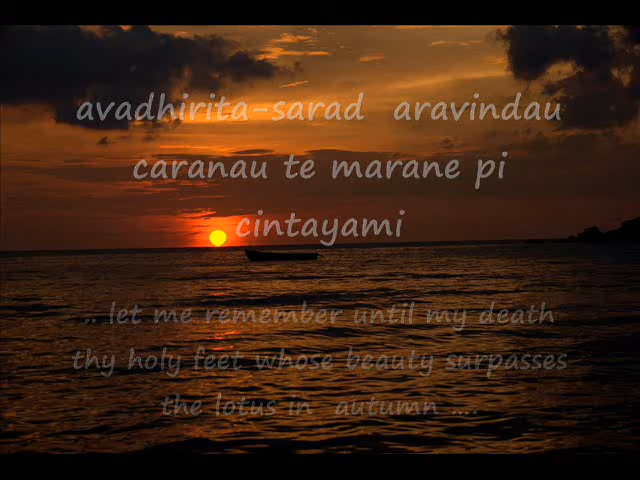 avadhirita-sarad aravindau
caranau te marane pi
cintayami
.. let me remember until my death
thy holy feet whose beauty surpasses
the lotus in autumn ....